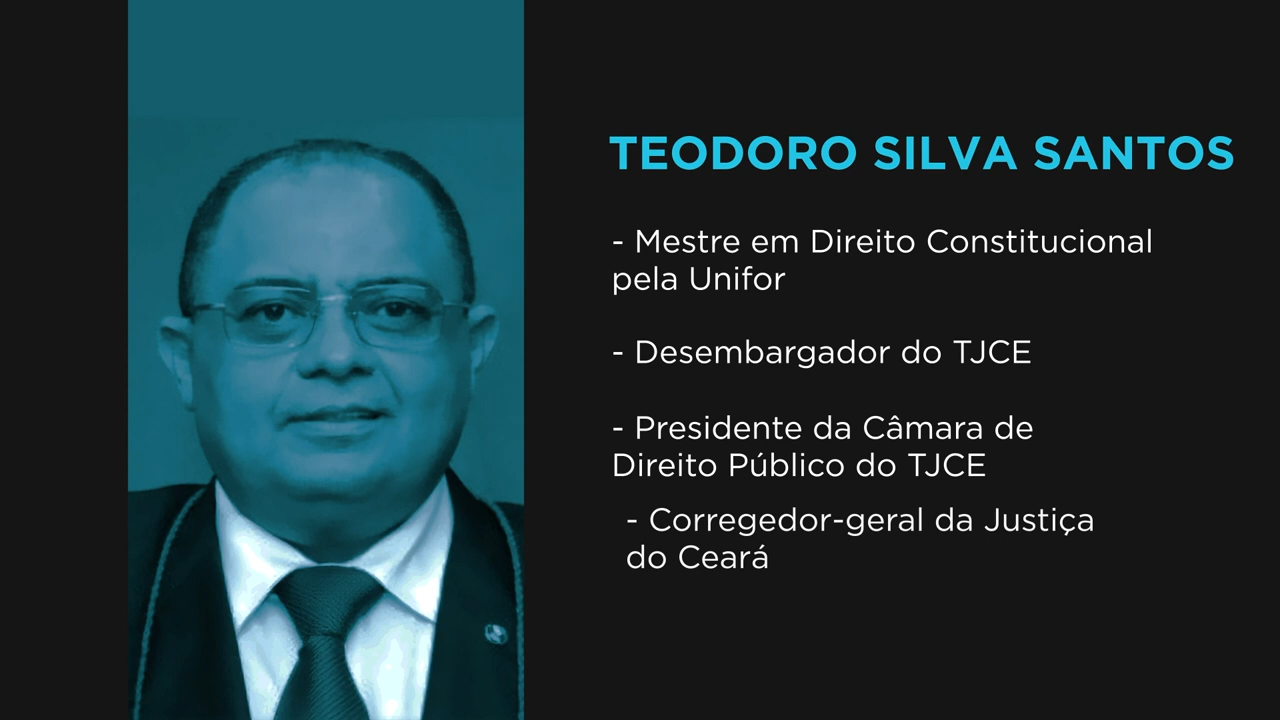 TEODORO SILVA SANTOS
- Mestre em Direito Constitucional
pela Unifor
- Desembargador do TJCE
- Presidente da Câmara de
Direito Público do TJCE
- Corregedor-geral da Justiça
do Ceará